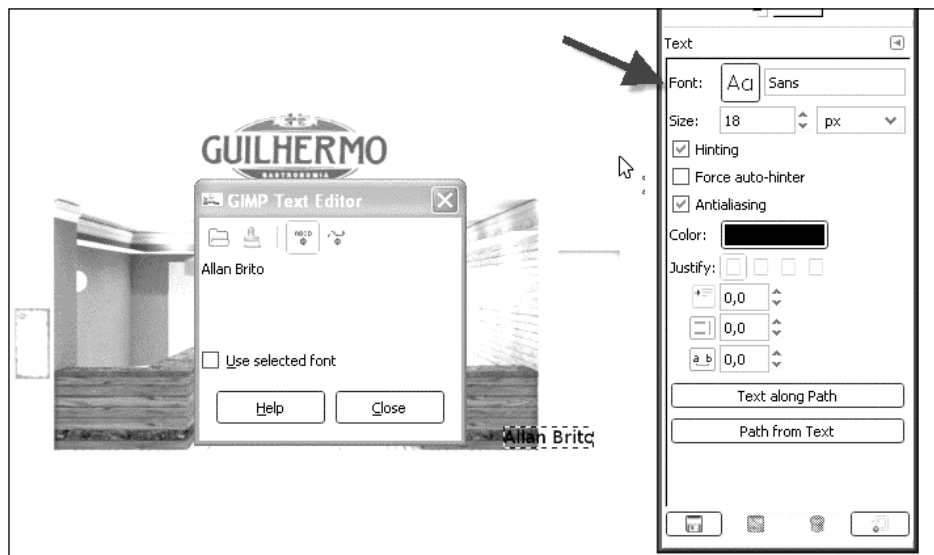 GUILHERMO
GASTRONOMIA
GIMP Text Editor
Allan Brito
Use selected font
Help
Close
Allan Brito
Text
Font: Aa Sans
Size: 18 px
Hinting
Force auto-hinter
Antialiasing
Color:
Justify:
0,0
0,0
a b 0,0
Text along Path
Path from Text